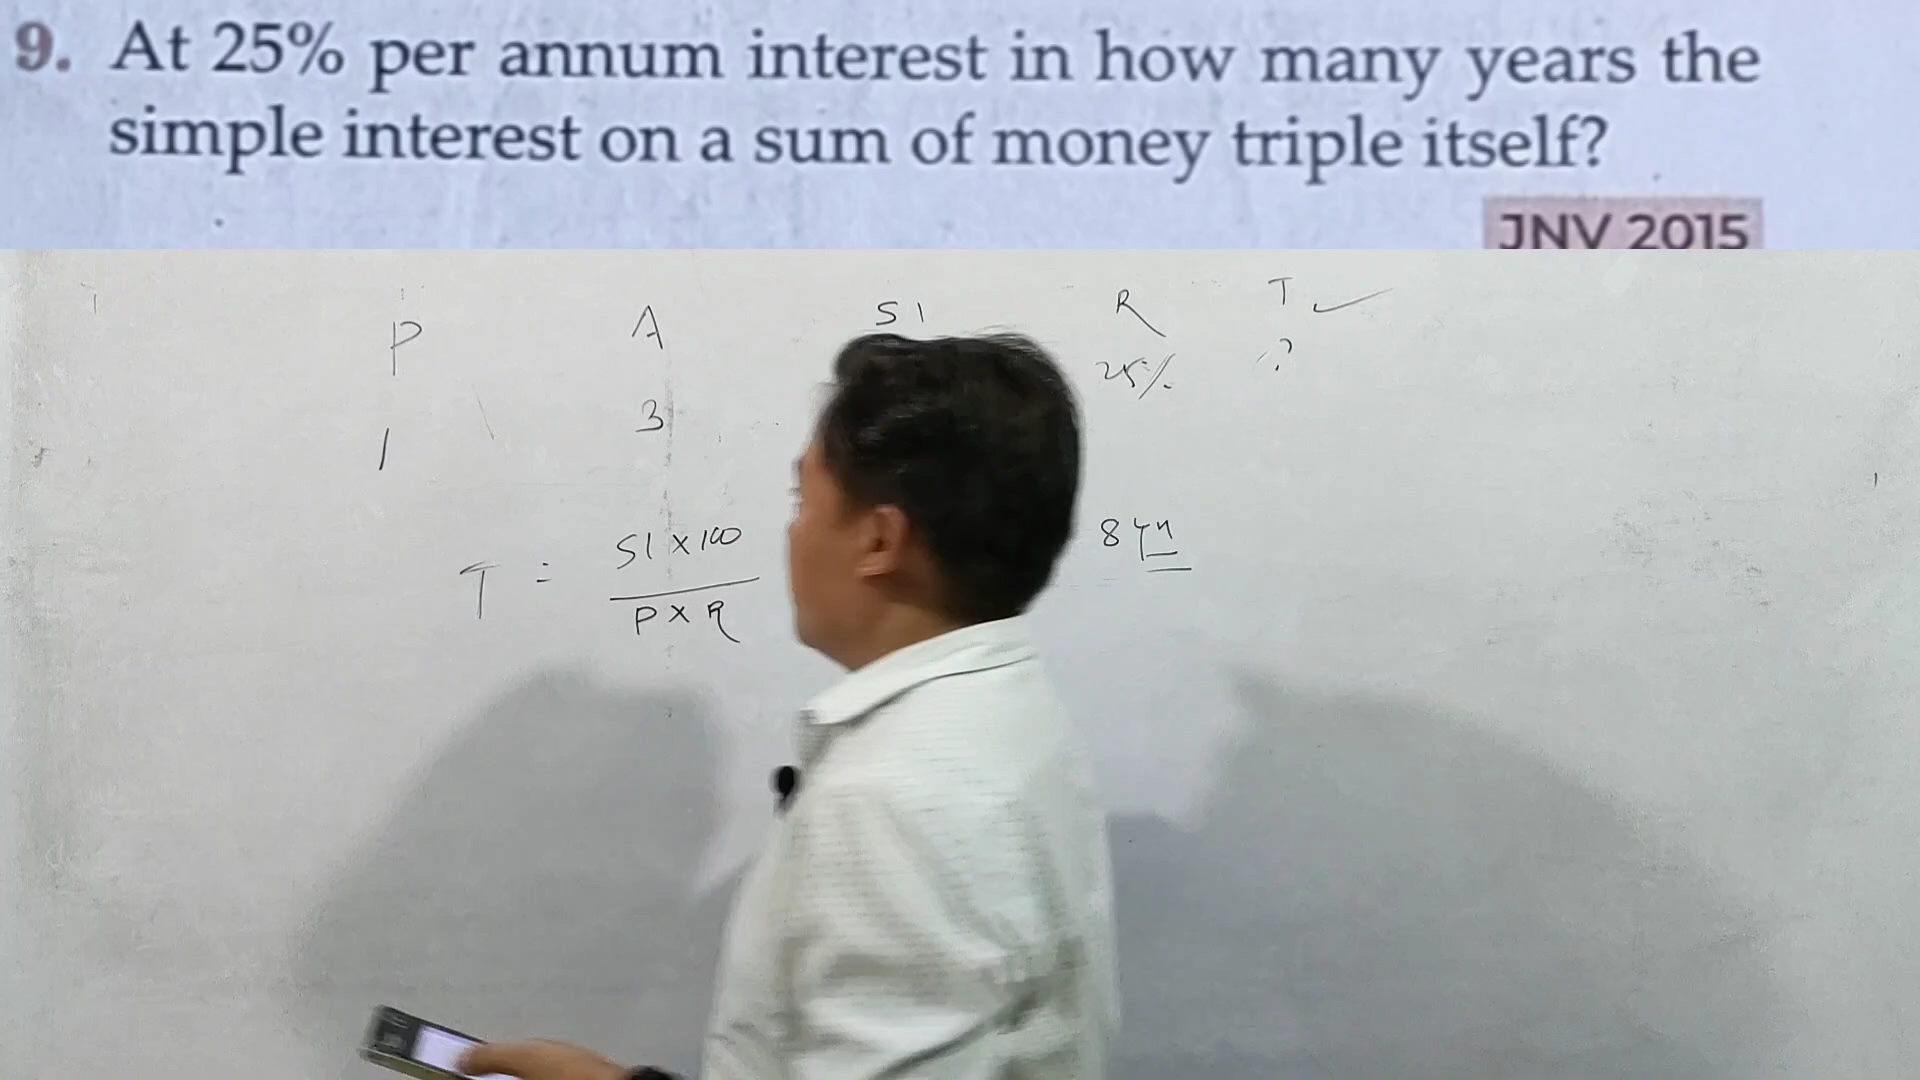 9. At 25% per annum interest in how many years the
simple interest on a sum of money triple itself?
JNV 2015
P A SI R T ✓
25% ?
1 3
T = SI × 100 / P × R
8 yrs